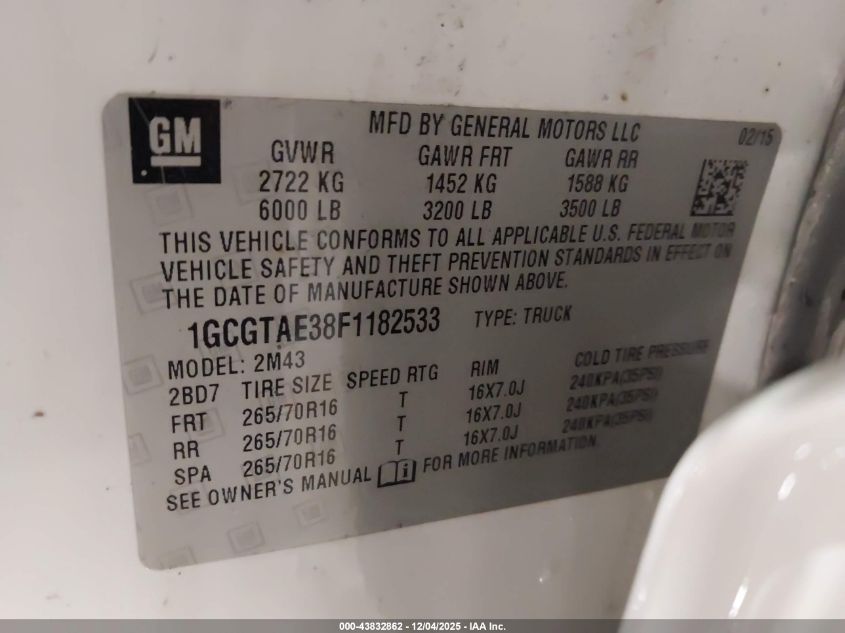 GM
MFD BY GENERAL MOTORS LLC
02/15
GVWR GAWR FRT GAWR RR
2722 KG 1452 KG 1588 KG
6000 LB 3200 LB 3500 LB
THIS VEHICLE CONFORMS TO ALL APPLICABLE U.S. FEDERAL MOTOR
VEHICLE SAFETY AND THEFT PREVENTION STANDARDS IN EFFECT ON
THE DATE OF MANUFACTURE SHOWN ABOVE.
1GCGTAE38F1182533 TYPE: TRUCK
MODEL: 2M43
2BD7 TIRE SIZE SPEED RTG RIM COLD TIRE PRESSURE
FRT 265/70R16 T 16X7.0J 240KPA(35PSI)
RR 265/70R16 T 16X7.0J 240KPA(35PSI)
SPA 265/70R16 T 16X7.0J 240KPA(35PSI)
SEE OWNER'S MANUAL FOR MORE INFORMATION.
000-43832862 - 12/04/2025 - IAA Inc.